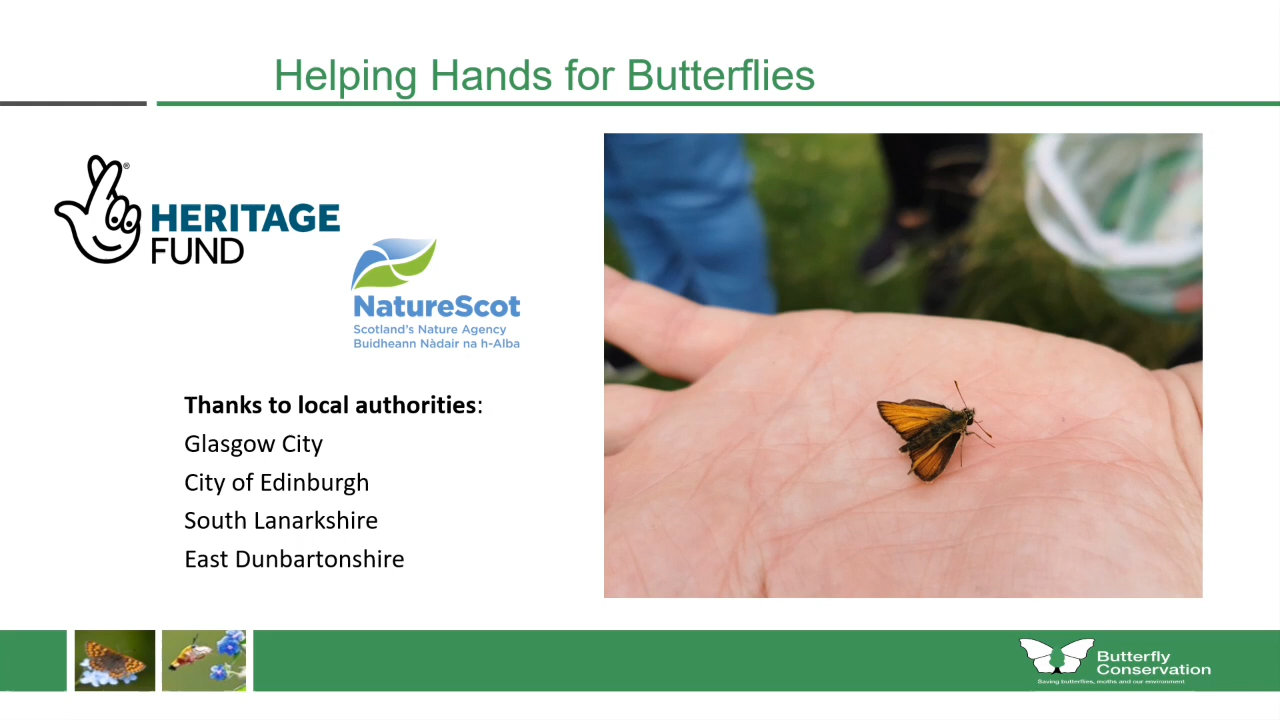 Helping Hands for Butterflies
HERITAGE
FUND
®
NatureScot
Scotland's Nature Agency
Buidheann Nàdair na h-Alba
Thanks to local authorities:
Glasgow City
City of Edinburgh
South Lanarkshire
East Dunbartonshire
Butterfly
Conservation
Saving butterflies, moths and our environment